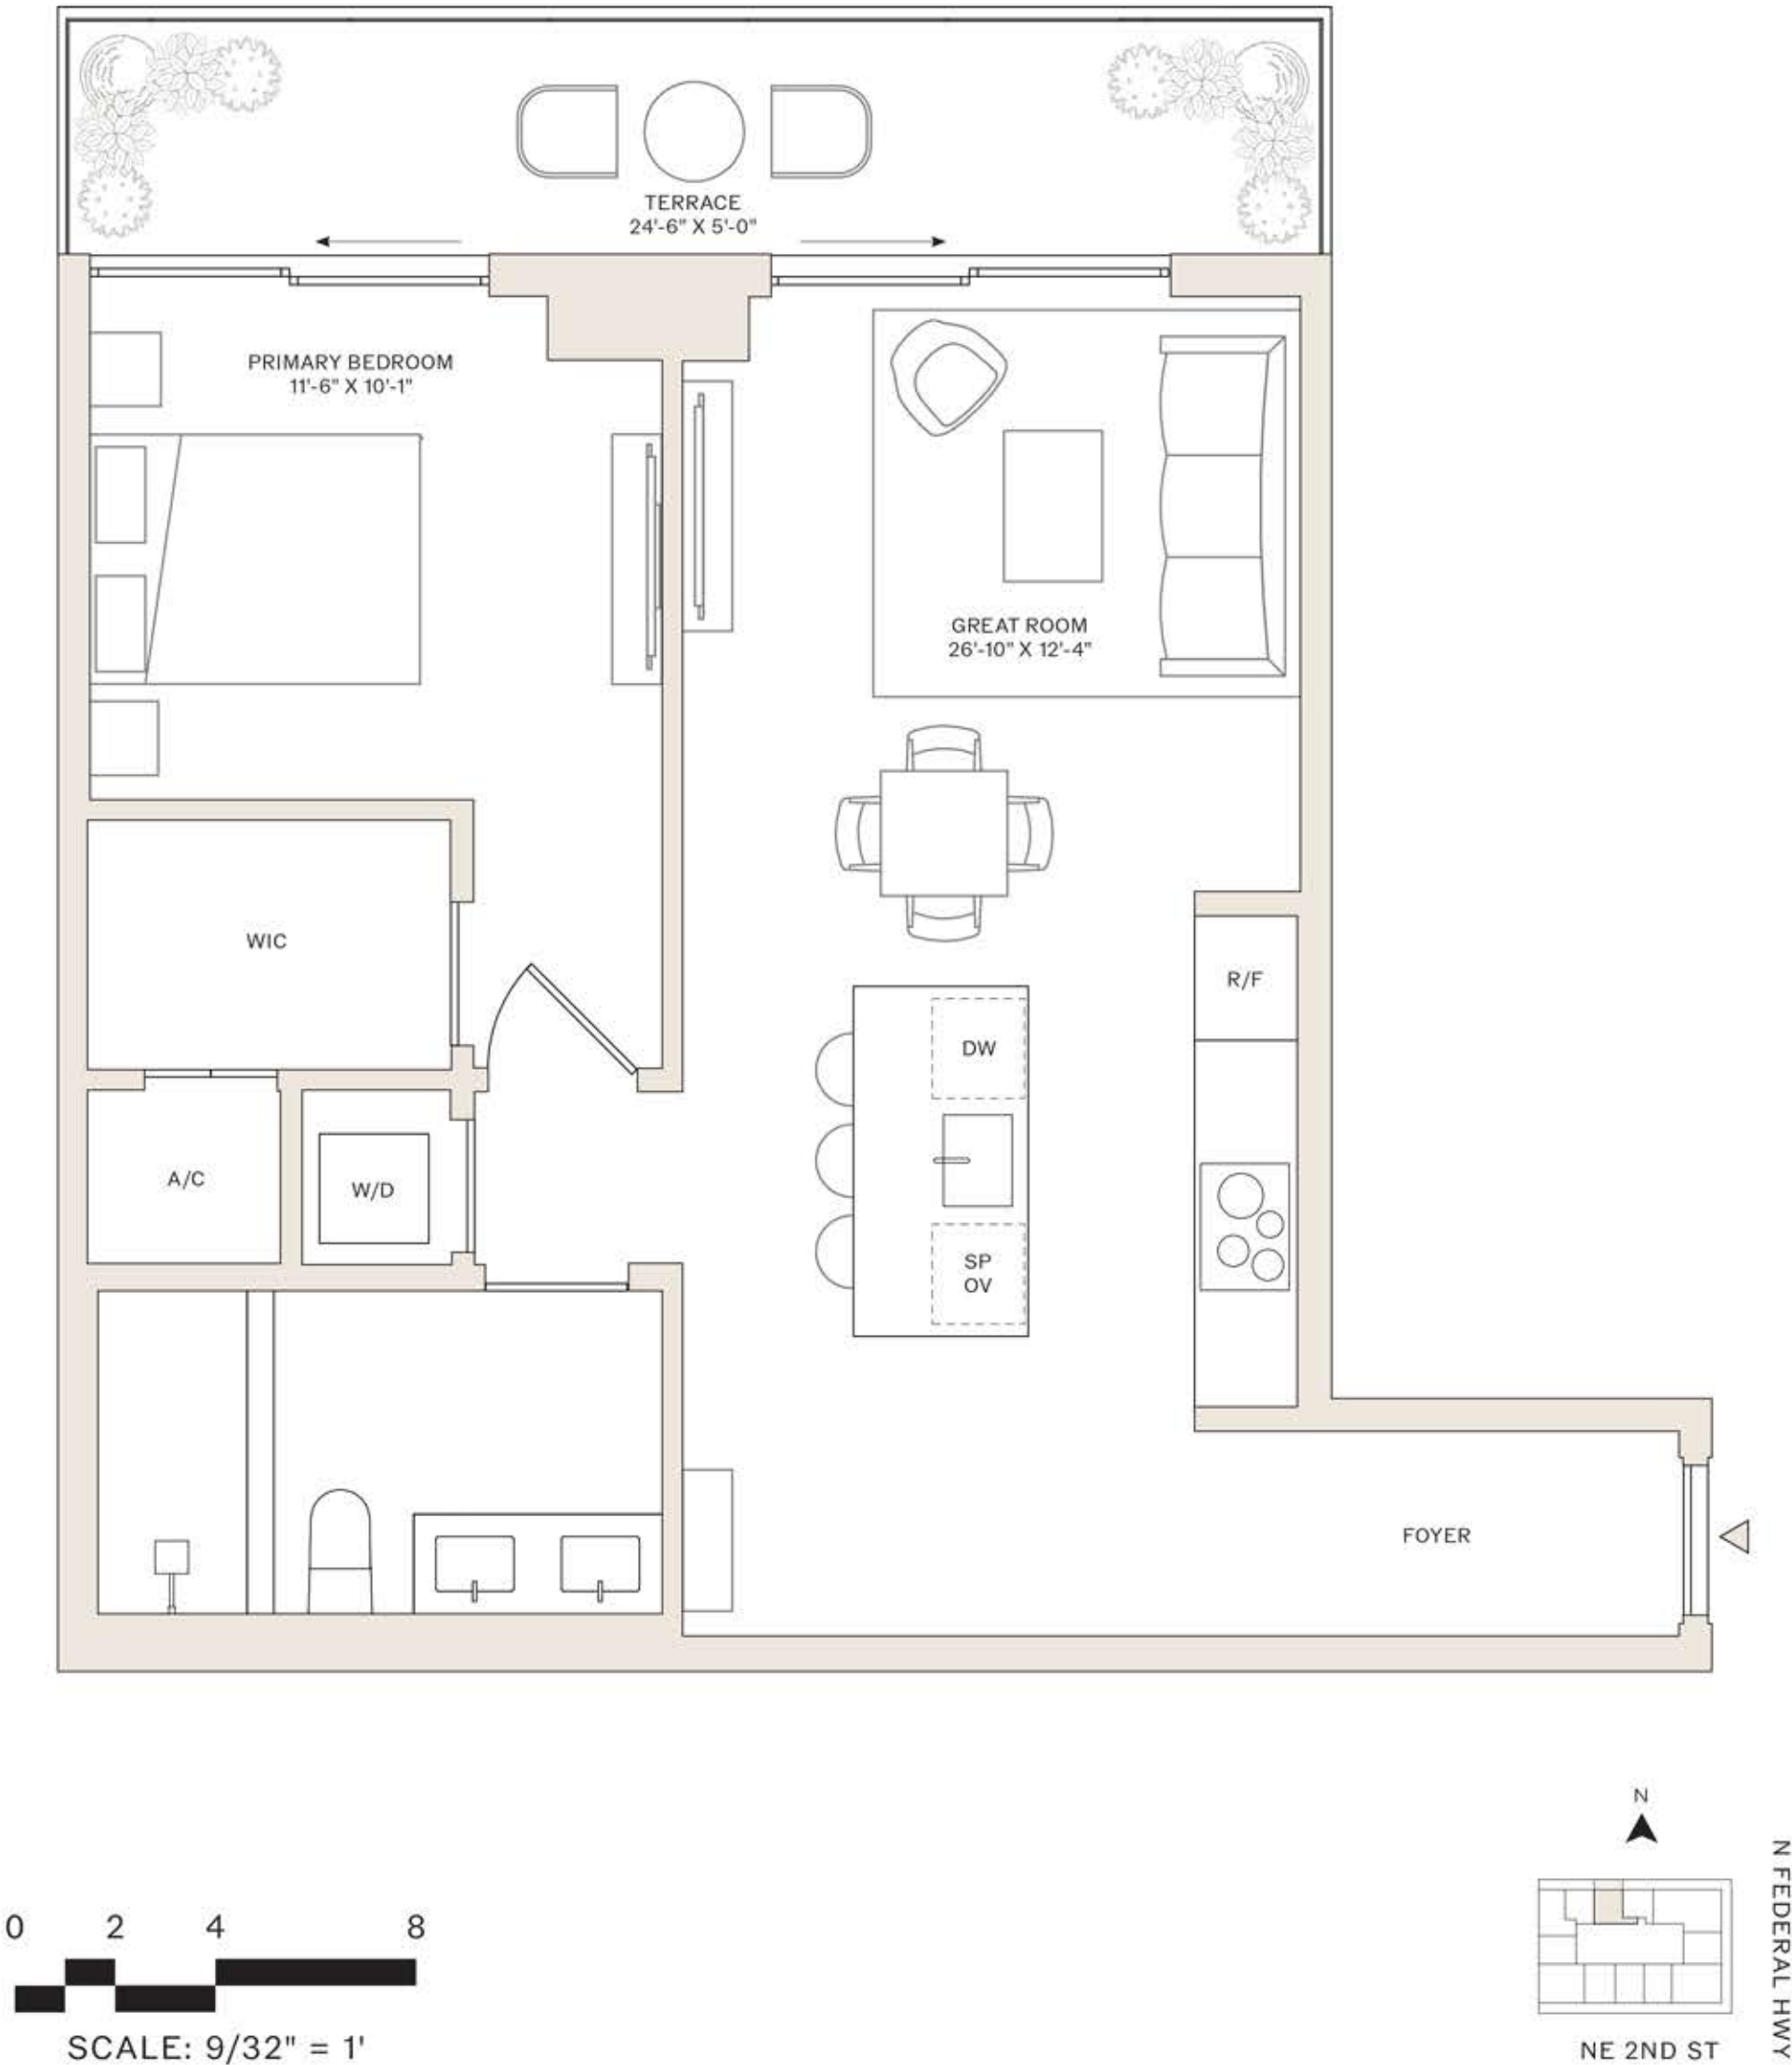 TERRACE
24'-6" X 5'-0"
PRIMARY BEDROOM
11'-6" X 10'-1"
GREAT ROOM
26'-10" X 12'-4"
WIC
R/F
DW
A/C
W/D
SP
OV
FOYER
N
N FEDERAL HWY
0 2 4 8
SCALE: 9/32" = 1'
NE 2ND ST